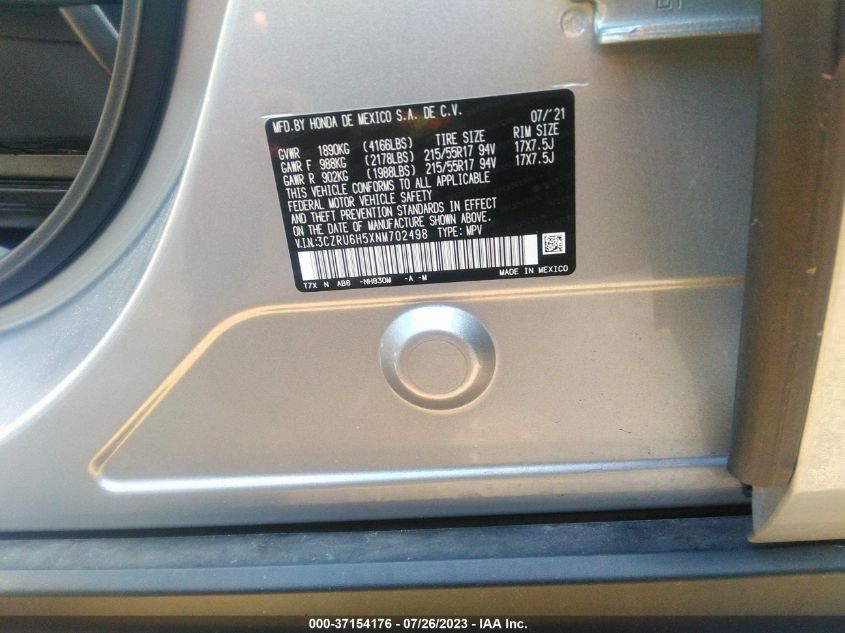 MFD.BY HONDA DE MEXICO S.A. DE C.V. 07/'21
GVWR 1890KG (4166LBS) TIRE SIZE RIM SIZE
GAWR F 988KG (2178LBS) 215/55R17 94V 17X7.5J
GAWR R 902KG (1988LBS) 215/55R17 94V 17X7.5J
THIS VEHICLE CONFORMS TO ALL APPLICABLE
FEDERAL MOTOR VEHICLE SAFETY
AND THEFT PREVENTION STANDARDS IN EFFECT
ON THE DATE OF MANUFACTURE SHOWN ABOVE.
V.I.N:3CZRU6H5XNM702498 TYPE: MPV
T7X N AB8 -NH830M -A -M MADE IN MEXICO
000-37154176 - 07/26/2023 - IAA Inc.